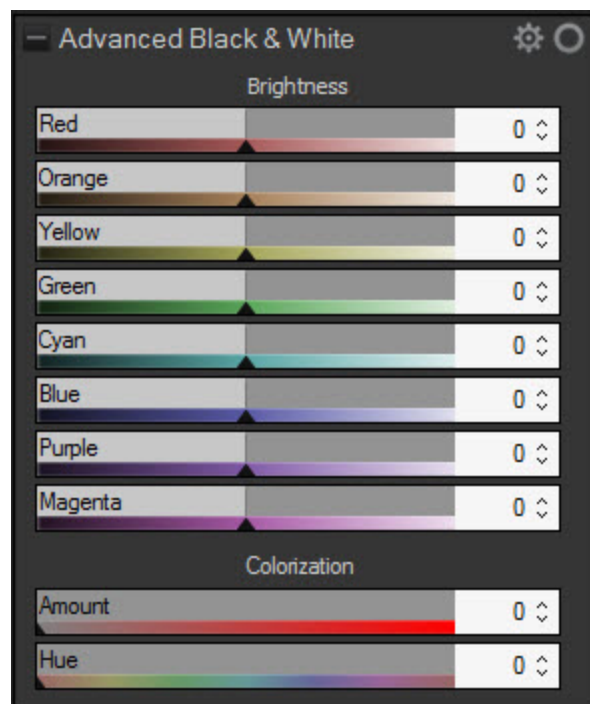 Advanced Black & White
Brightness
Red 0
Orange 0
Yellow 0
Green 0
Cyan 0
Blue 0
Purple 0
Magenta 0
Colorization
Amount 0
Hue 0